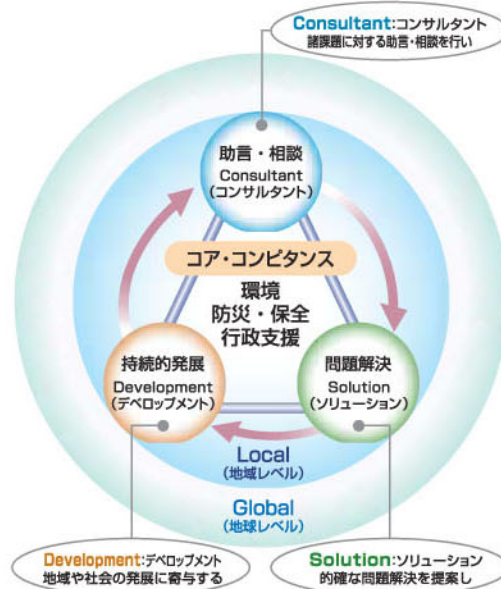 Consultant:コンサルタント
諸課題に対する助言・相談を行い
助言・相談
Consultant
(コンサルタント)
コア・コンピタンス
環境
防災・保全
行政支援
持続的発展
Development
(デベロップメント)
問題解決
Solution
(ソリューション)
Local
(地域レベル)
Global
(地球レベル)
Development:デベロップメント
地域や社会の発展に寄与する
Solution:ソリューション
的確な問題解決を提案し